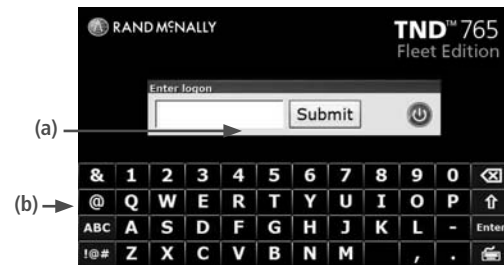 RAND MCNALLY
TND™ 765
Fleet Edition
Enter logon
Submit
(a)
& 1 2 3 4 5 6 7 8 9 0
(b)
@ Q W E R T Y U I O P
ABC A S D F G H J K L - Enter
!@# Z X C V B N M , .